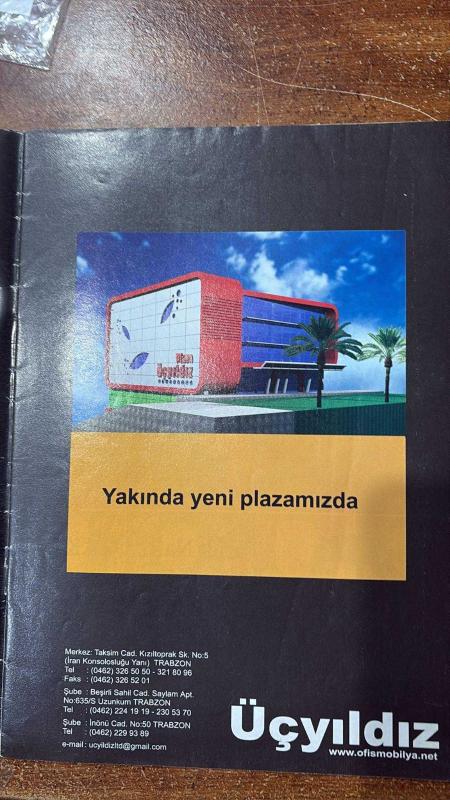 Ofisea
Üçyıldız
Yakında yeni plazamızda
Merkez: Taksim Cad. Kızıltoprak Sk. No:5
(İran Konsolosluğu Yanı) TRABZON
Tel : (0462) 326 50 50 - 321 80 96
Faks : (0462) 326 52 01
Şube : Beşirli Sahil Cad. Saylam Apt.
No:635/S Uzunkum TRABZON
Tel : (0462) 224 19 19 - 230 53 70
Şube : İnönü Cad. No:50 TRABZON
Tel : (0462) 229 93 89
e-mail : ucyildizltd@gmail.com
Üçyıldız
www.ofismobilya.net